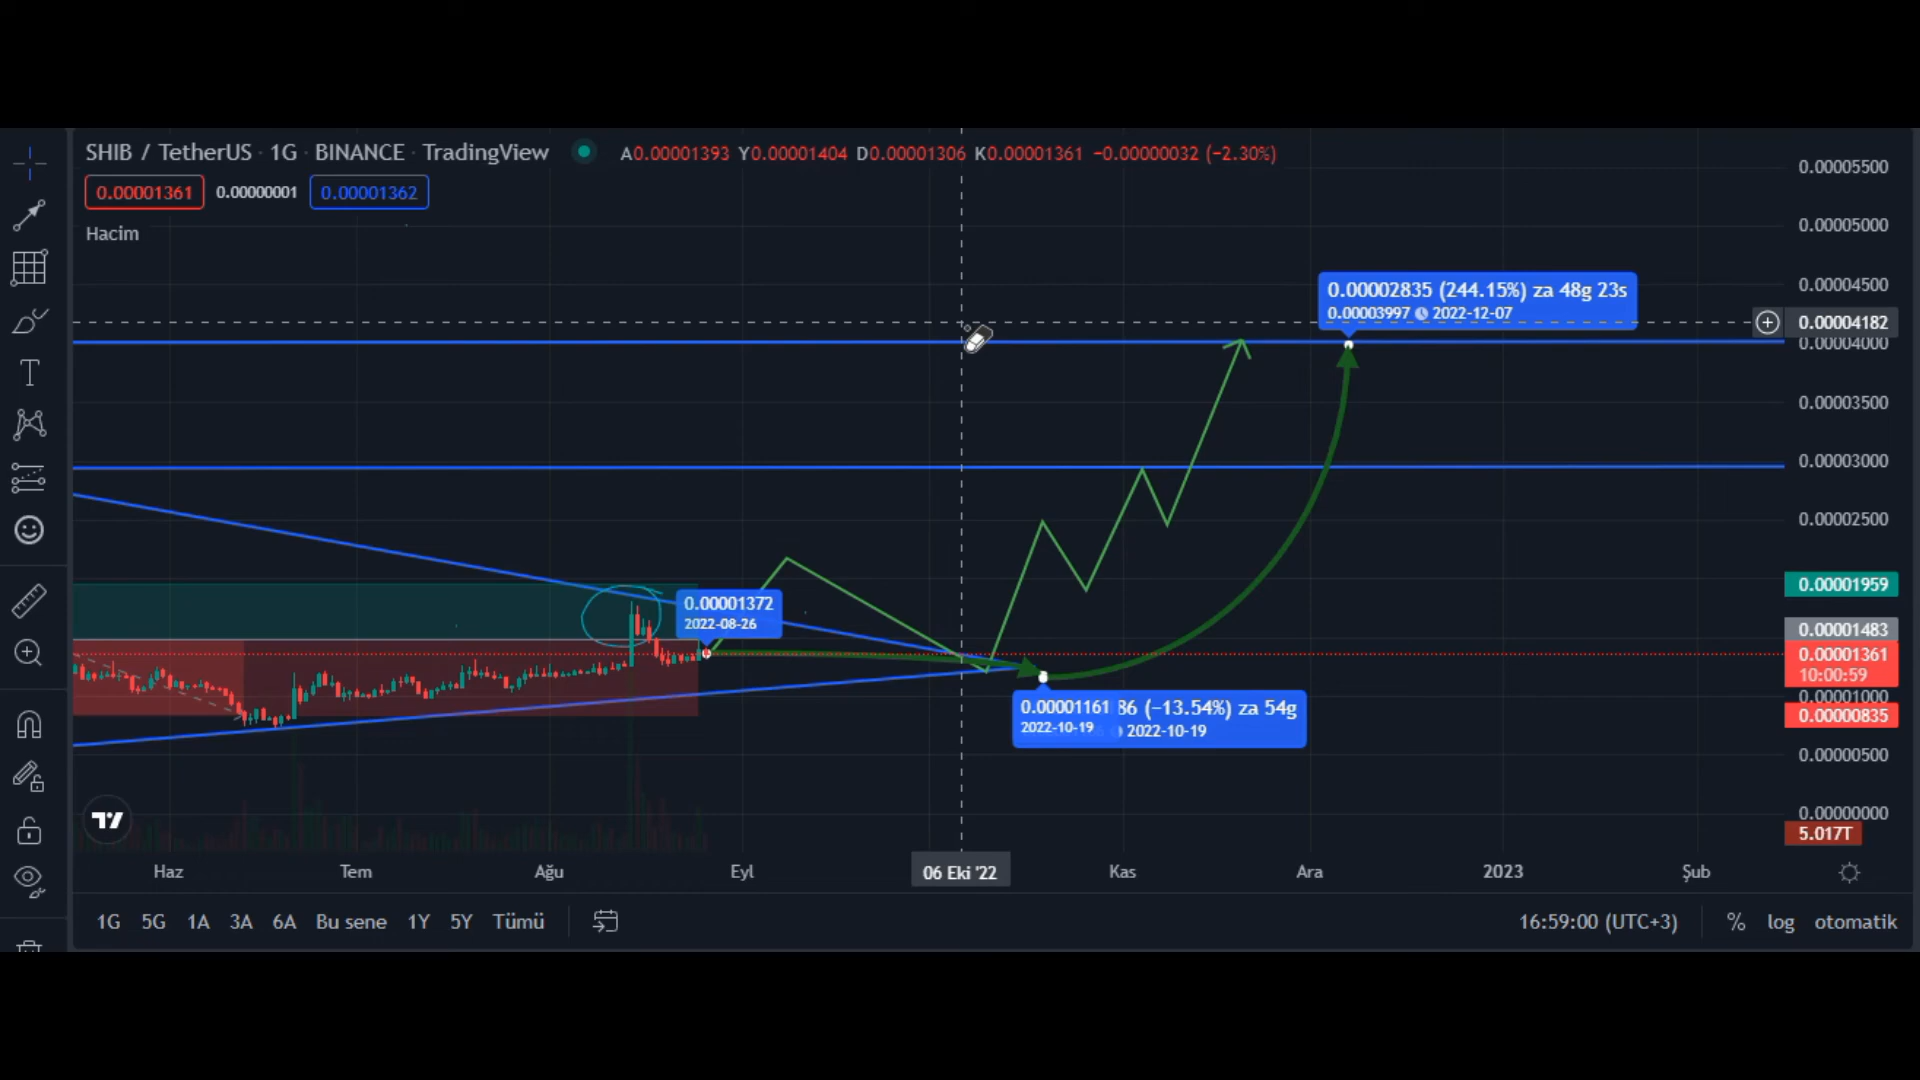 SHIB / TetherUS · 1G · BINANCE · TradingView
A0.00001393 Y0.00001404 D0.00001306 K0.00001361 −0.00000032 (−2.30%)
0.00001361 0.00000001 0.00001362
Hacim
0.00005500
0.00005000
0.00004500
0.00002835 (244.15%) za 48g 23s
0.00003997 2022-12-07
0.00004182
0.00004000
0.00003500
0.00003000
0.00002500
0.00001959
0.00001372
2022-08-26
0.00001483
0.00001361
10:00:59
0.00001000
0.00000835
0.00001161 86 (−13.54%) za 54g
2022-10-19 2022-10-19
0.00000500
0.00000000
5.017T
Haz Tem Ağu Eyl 06 Eki '22 Kas Ara 2023 Şub
1G 5G 1A 3A 6A Bu sene 1Y 5Y Tümü
16:59:00 (UTC+3) % log otomatik